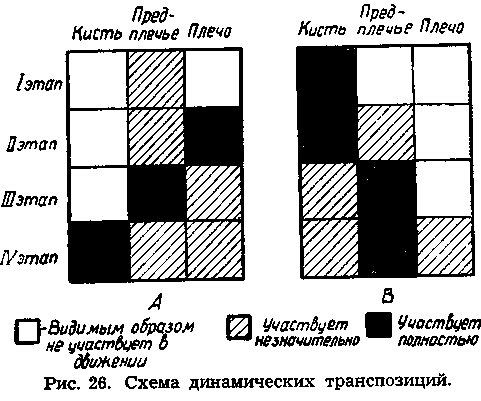 Кисть Пред-плечье Плечо Кисть Пред-плечье Плечо
I этап
II этап
III этап
IV этап
А В
-Видимым образом не участвует в движении
Участвует незначительно
Участвует полностью
Рис. 26. Схема динамических транспозиций.